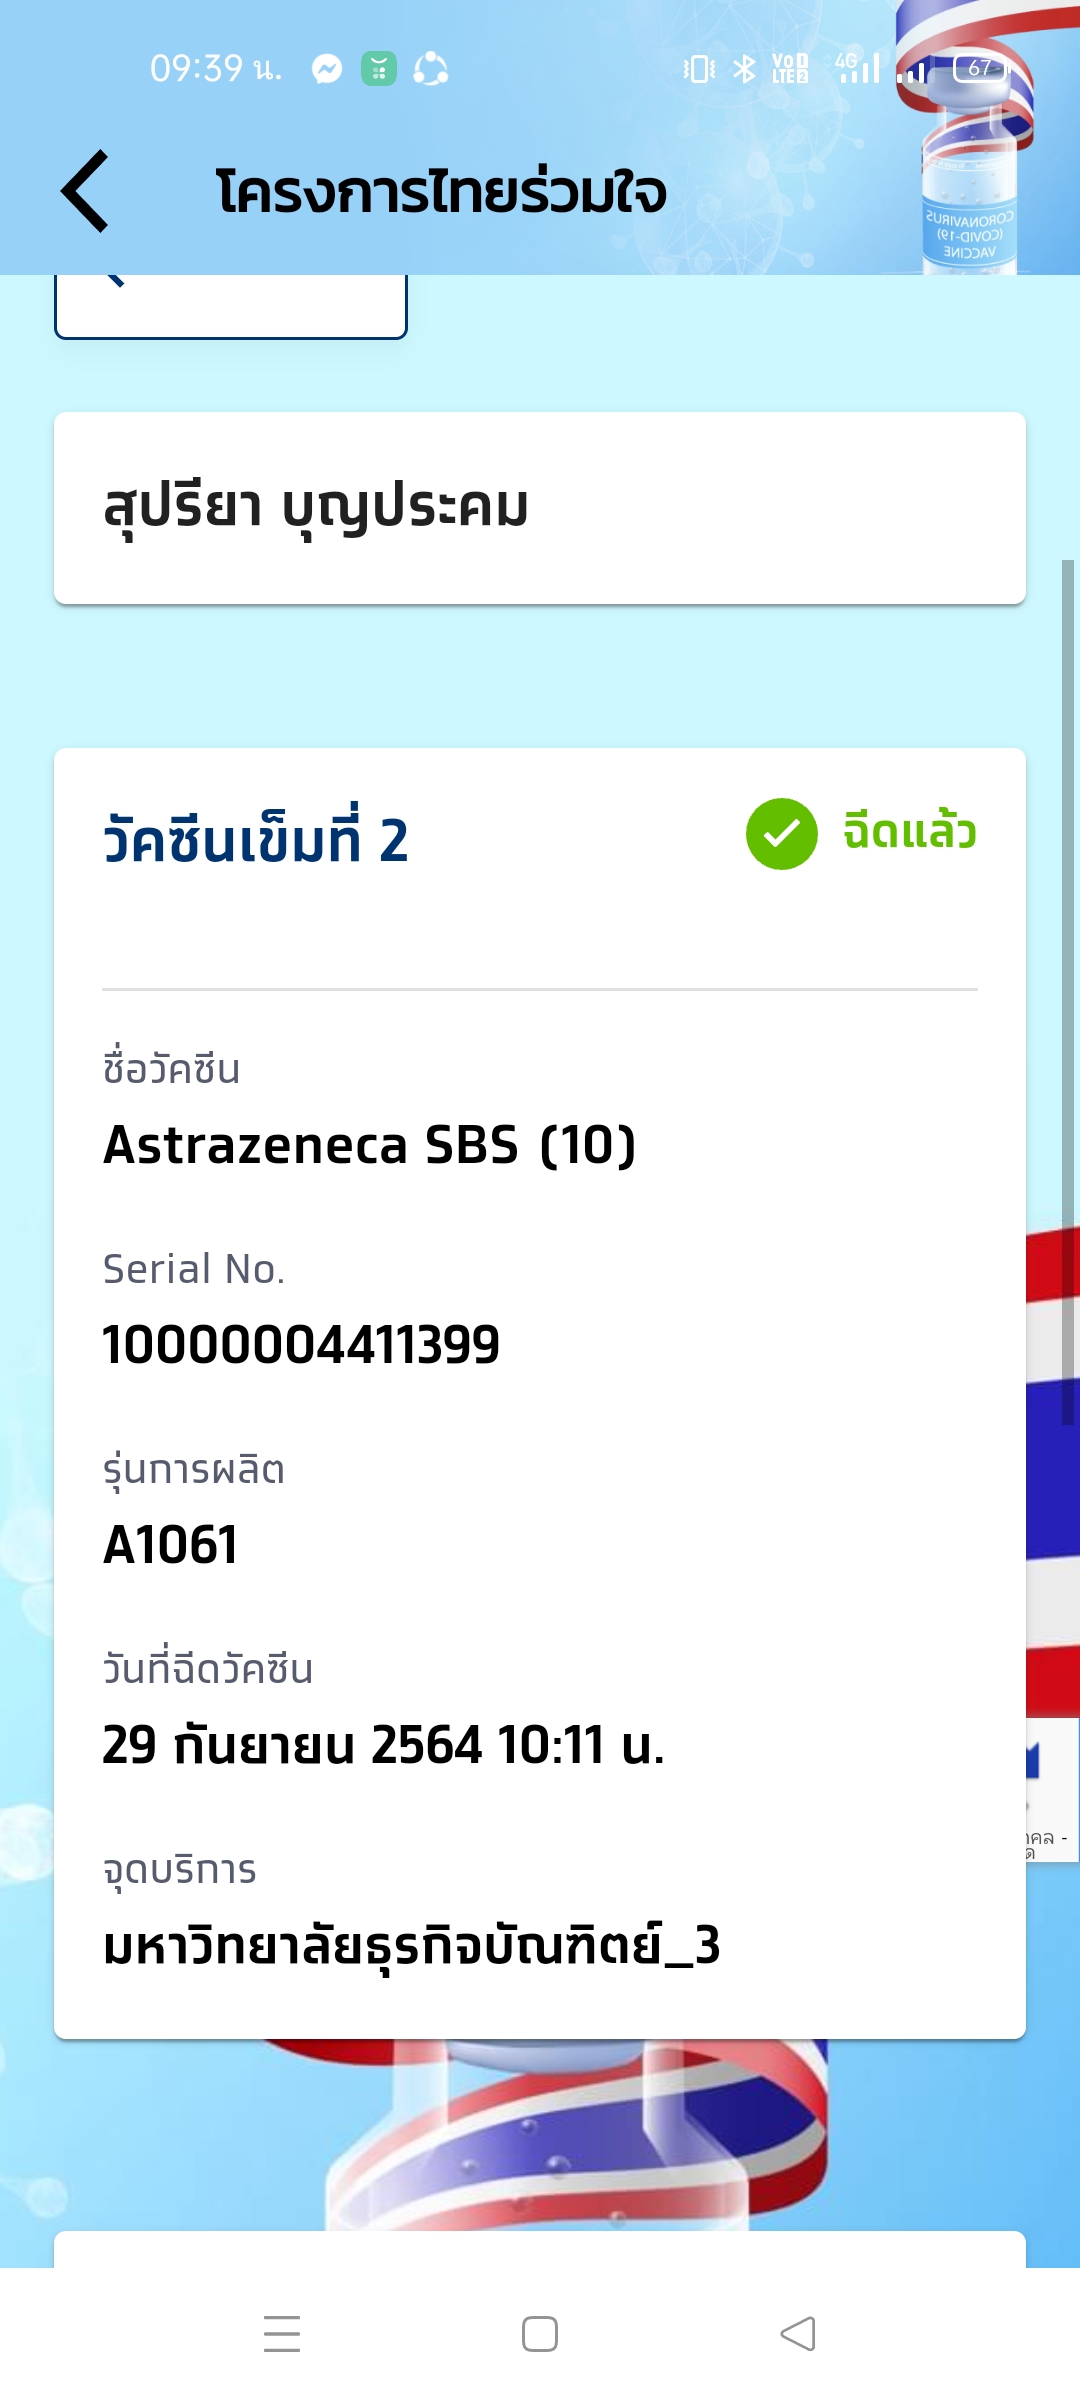 09:39 น.
Vo 1
LTE 2
4G
67
โครงการไทยร่วมใจ
CORONAVIRUS
(COVID-19)
VACCINE
สุปรียา บุญประคม
วัคซีนเข็มที่ 2
ฉีดแล้ว
ชื่อวัคซีน
Astrazeneca SBS (10)
Serial No.
10000004411399
รุ่นการผลิต
A1061
วันที่ฉีดวัคซีน
29 กันยายน 2564 10:11 น.
จุดบริการ
มหาวิทยาลัยธุรกิจบัณฑิตย์_3